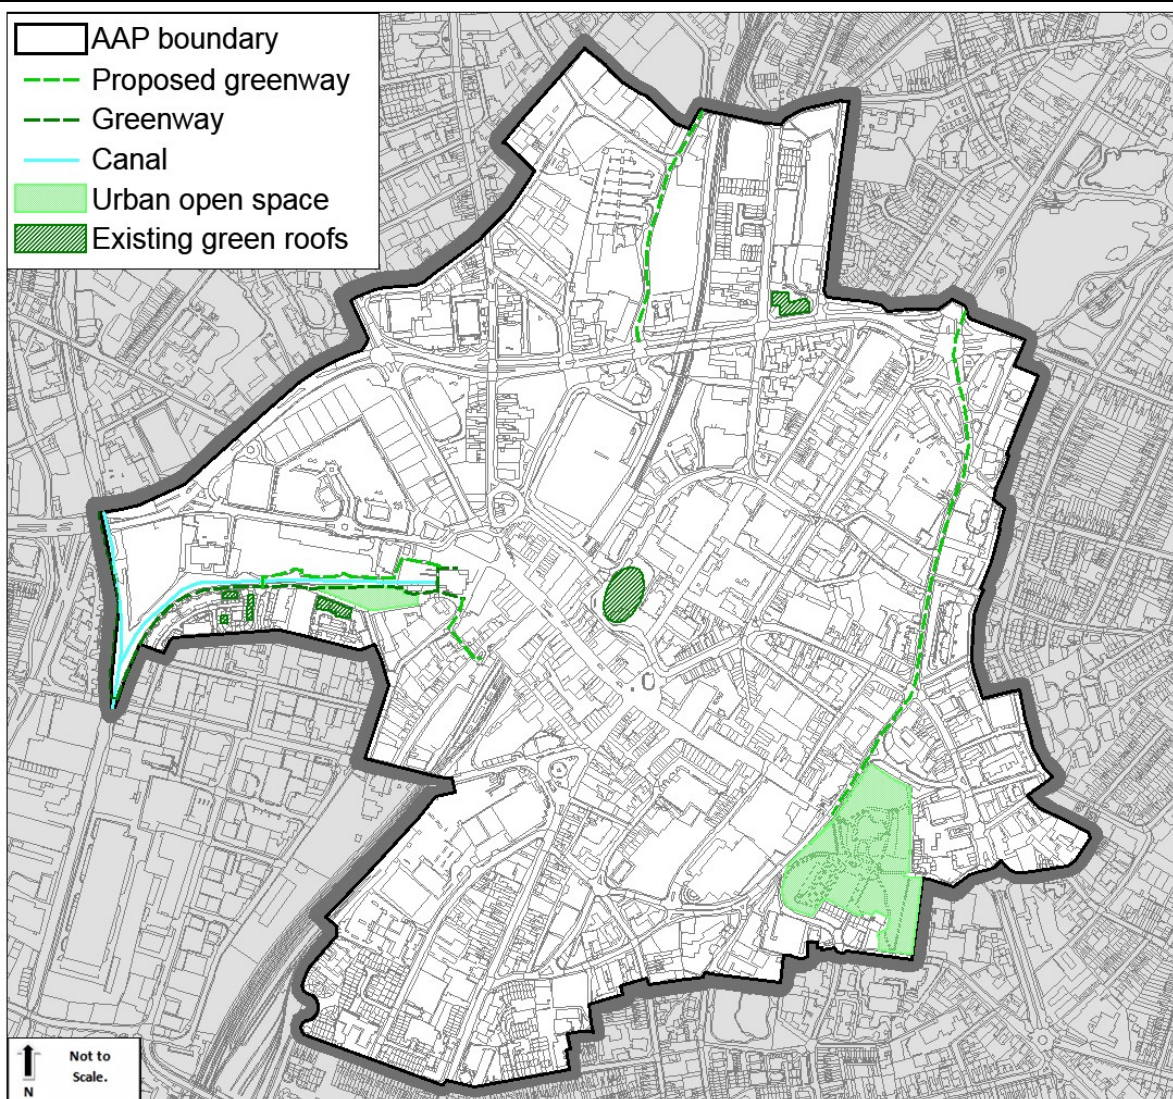 AAP boundary
Proposed greenway
Greenway
Canal
Urban open space
Existing green roofs
Not to
Scale.
N